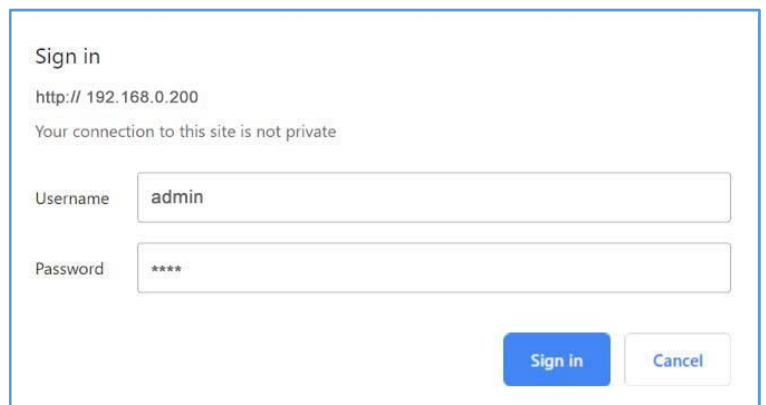 Sign in
http:// 192.168.0.200
Your connection to this site is not private
Username admin
Password ****
Sign in Cancel